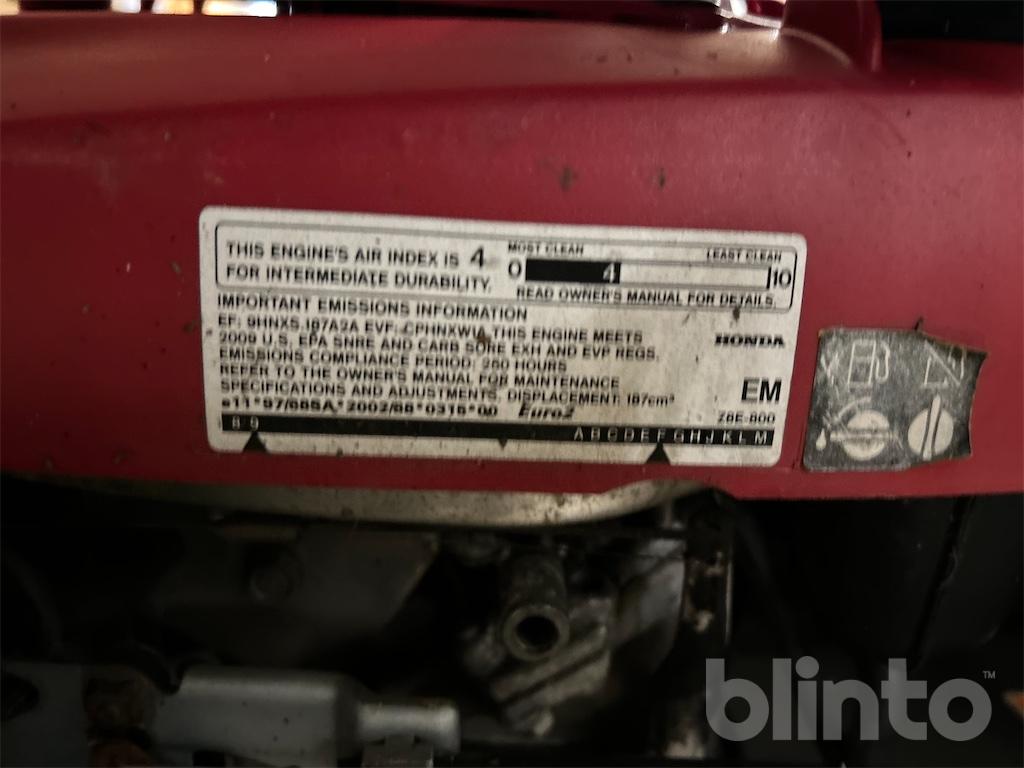 THIS ENGINE'S AIR INDEX IS 4
FOR INTERMEDIATE DURABILITY.
MOST CLEAN LEAST CLEAN
0 4 10
READ OWNER'S MANUAL FOR DETAILS.
IMPORTANT EMISSIONS INFORMATION
EF: 9HNXS.187A2A EVF: CPHNXW1A THIS ENGINE MEETS
2009 U.S. EPA SNRE AND CARB SORE EXH AND EVP REGS.
EMISSIONS COMPLIANCE PERIOD: 250 HOURS
REFER TO THE OWNER'S MANUAL FOR MAINTENANCE
SPECIFICATIONS AND ADJUSTMENTS. DISPLACEMENT: 187cm³
HONDA
EM
e11*97/68SA*2002/88*0315*00 Euro2
Z8E-800
8 9 A B C D E F G H J K L M
blinto™